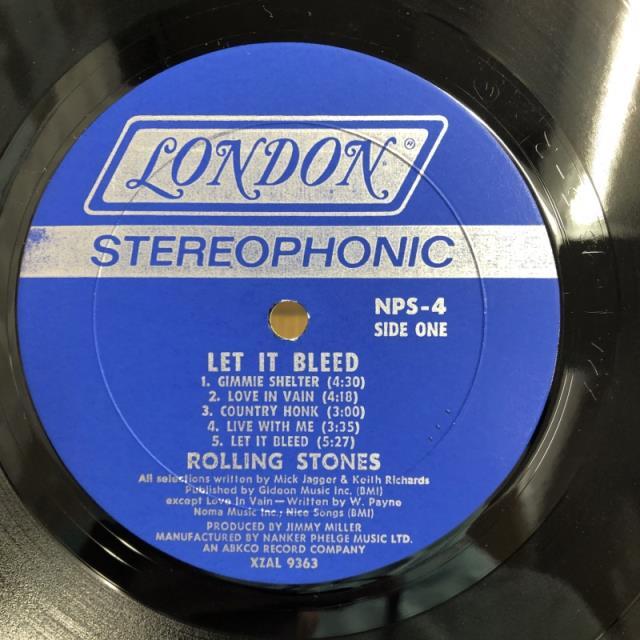 LONDON®
STEREOPHONIC
NPS-4
SIDE ONE
LET IT BLEED
1. GIMMIE SHELTER (4:30)
2. LOVE IN VAIN (4:18)
3. COUNTRY HONK (3:00)
4. LIVE WITH ME (3:35)
5. LET IT BLEED (5:27)
ROLLING STONES
All selections written by Mick Jagger & Keith Richards
Published by Gideon Music Inc. (BMI)
except Love In Vain—Written by W. Payne
Noma Music Inc.; Nice Songs (BMI)
PRODUCED BY JIMMY MILLER
MANUFACTURED BY NANKER PHELGE MUSIC LTD.
AN ABKCO RECORD COMPANY
XZAL 9363